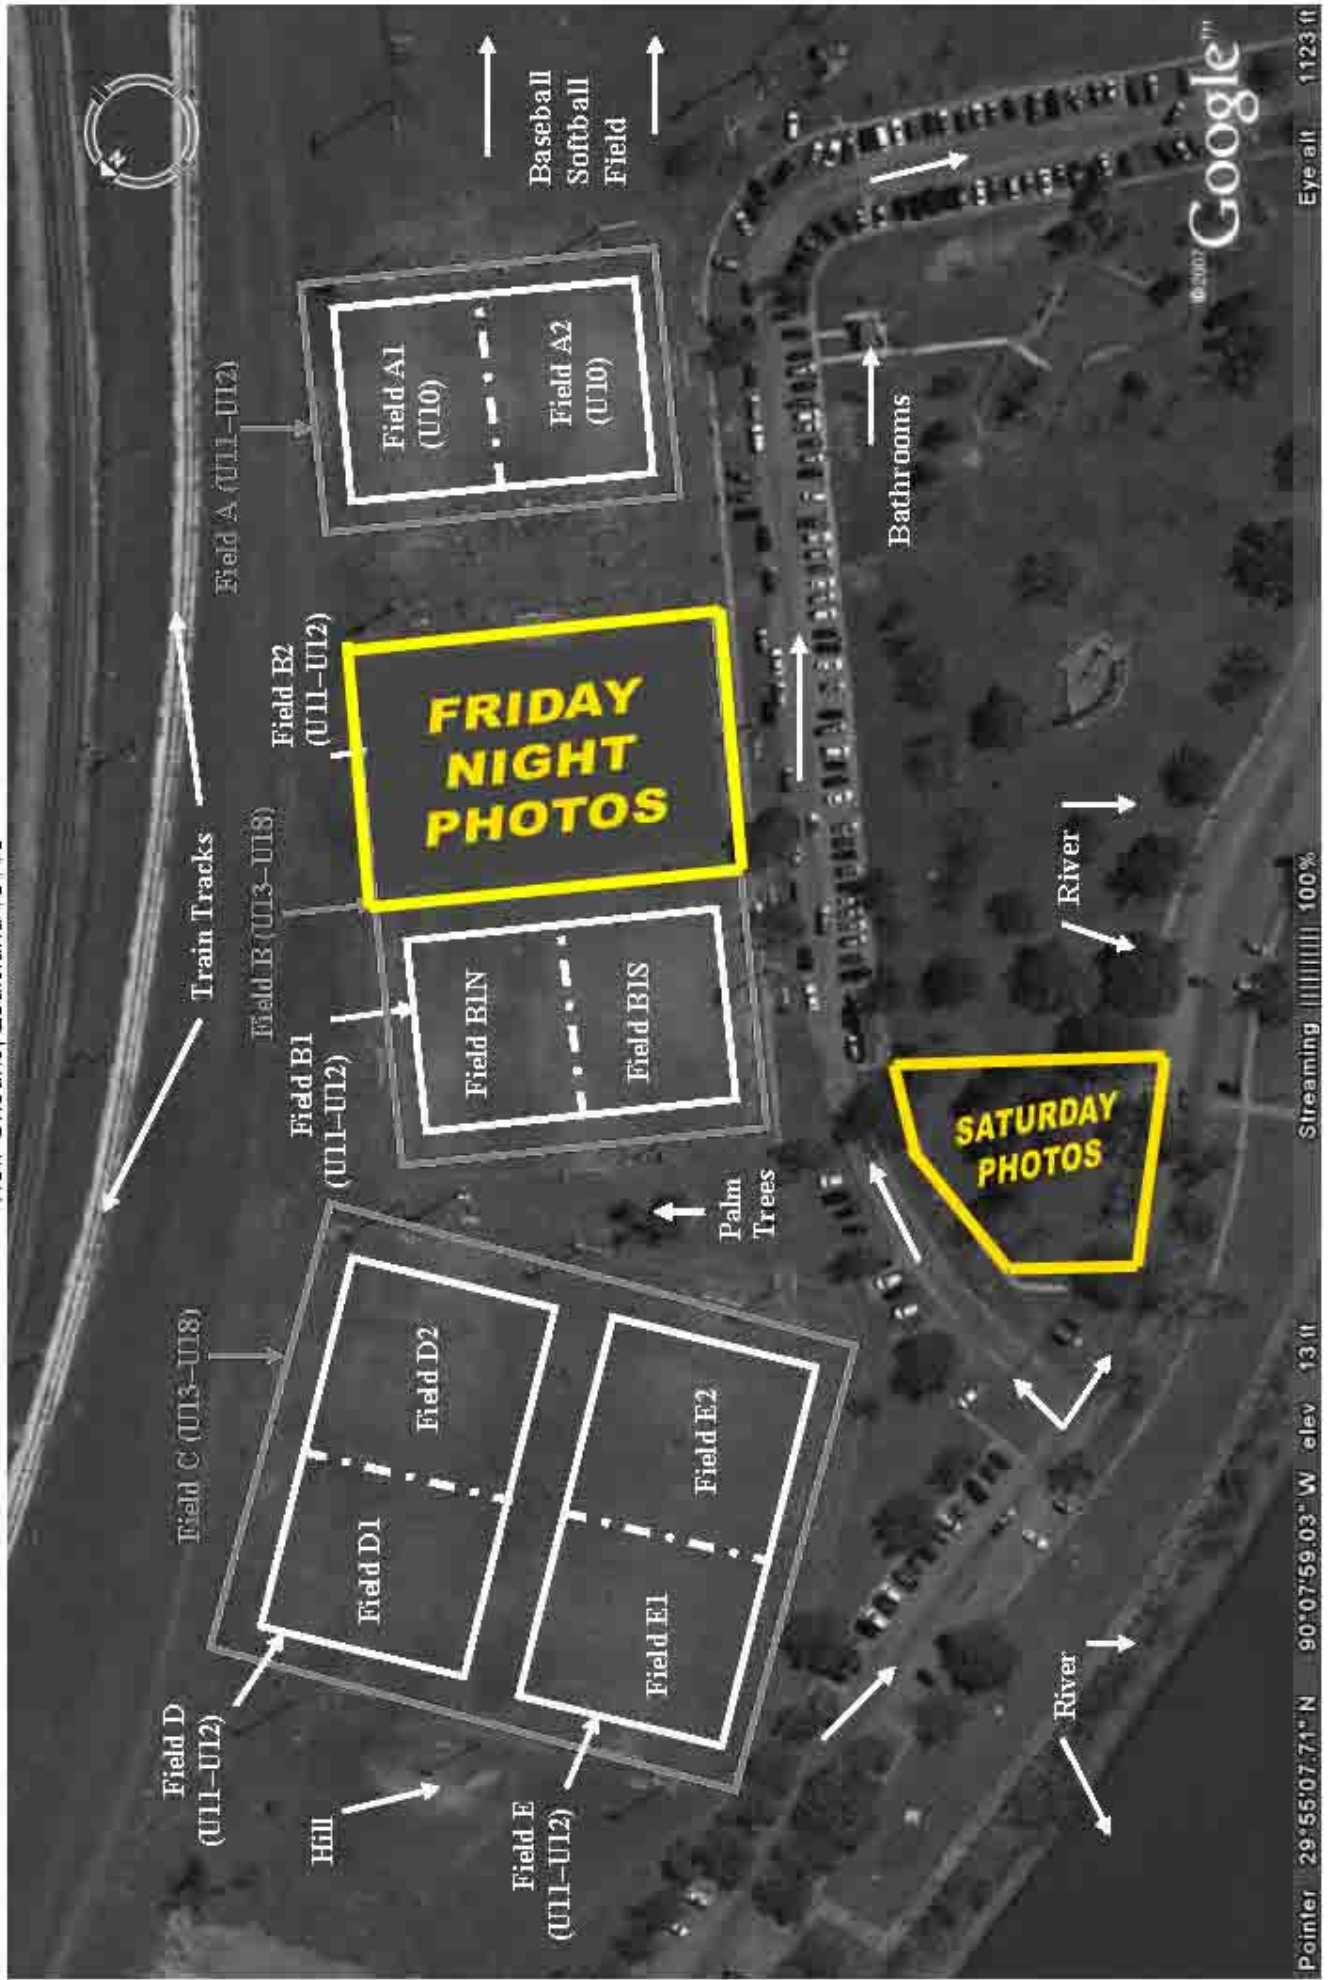 Train Tracks
Field C (U13-U18)
Field B (U13-U18)
Field A (U11-U12)
Field D
(U11-U12)
Field B1
(U11-U12)
Field B2
(U11-U12)
Baseball
Softball
Field
Hill
Field D1
Field D2
Field B1N
Field B1S
FRIDAY
NIGHT
PHOTOS
Field A1
(U10)
Field A2
(U10)
Field E
(U11-U12)
Field E1
Field E2
Palm
Trees
Bathrooms
SATURDAY
PHOTOS
River
River
©2007 Google™
Pointer 29°55'07.71" N 90°07'59.03" W elev 13 ft Streaming |||||||||| 100% Eye alt 1123 ft
N